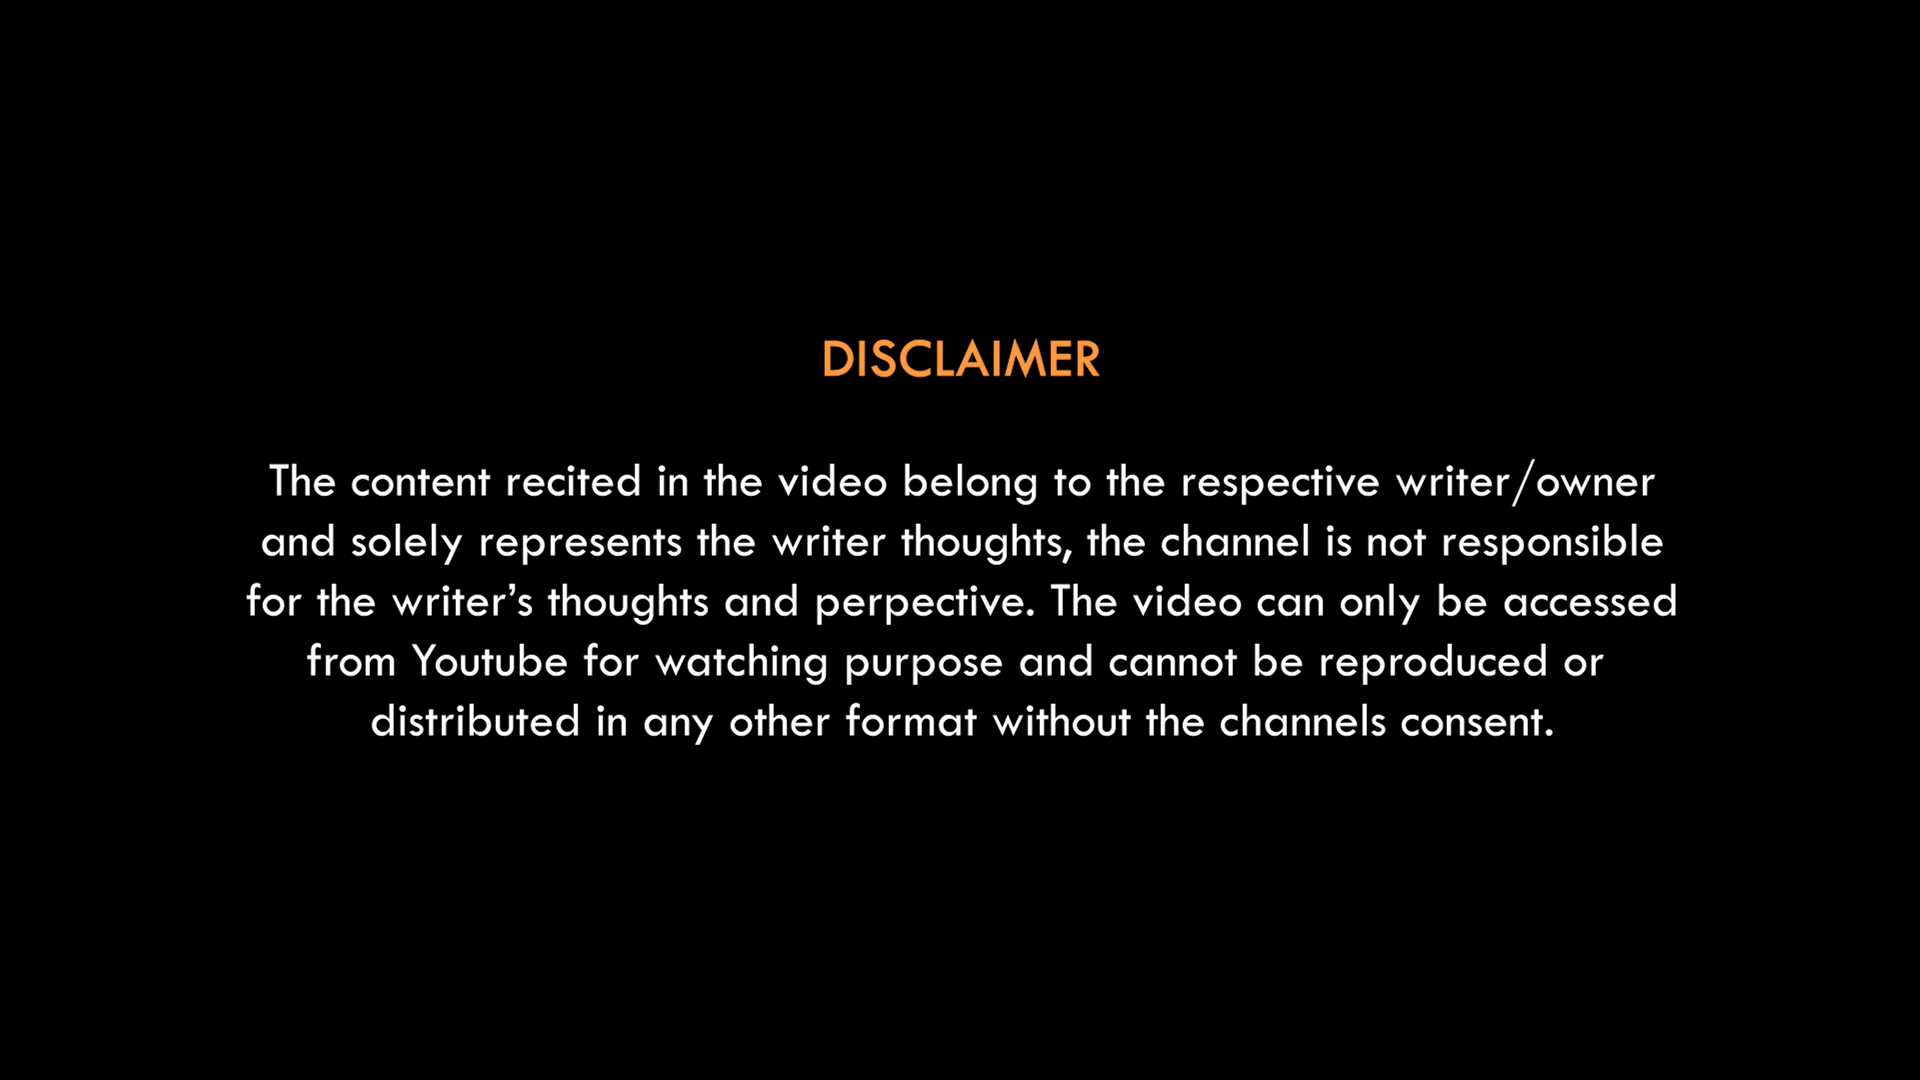 DISCLAIMER
The content recited in the video belong to the respective writer/owner
and solely represents the writer thoughts, the channel is not responsible
for the writer’s thoughts and perpective. The video can only be accessed
from Youtube for watching purpose and cannot be reproduced or
distributed in any other format without the channels consent.